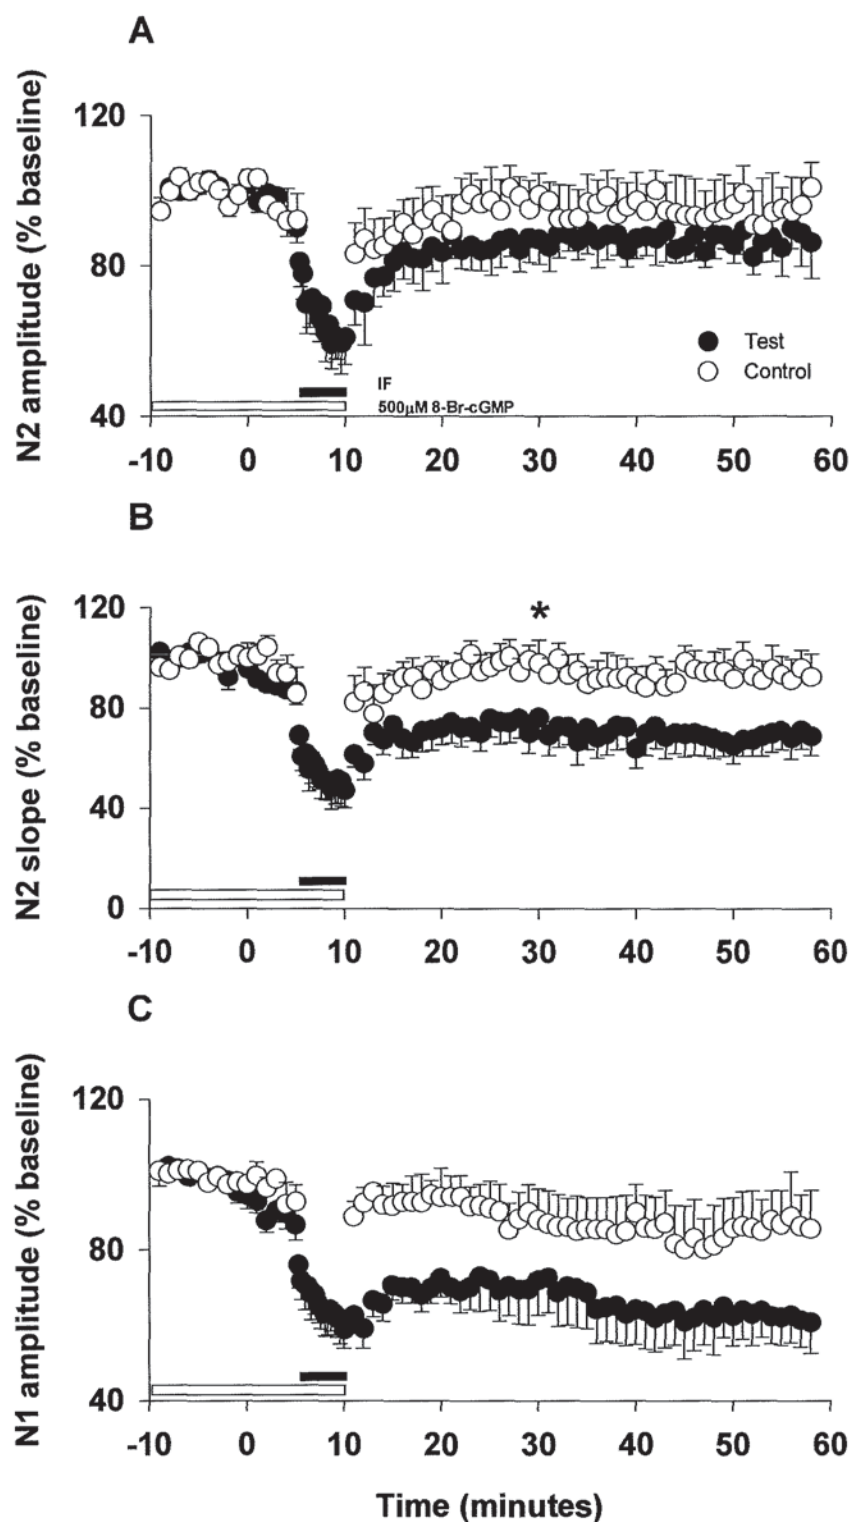 A
N2 amplitude (% baseline)
120
80
40
Test
Control
IF
500µM 8-Br-cGMP
-10 0 10 20 30 40 50 60
B
N2 slope (% baseline)
120
80
40
0
*
-10 0 10 20 30 40 50 60
C
N1 amplitude (% baseline)
120
80
40
-10 0 10 20 30 40 50 60
Time (minutes)